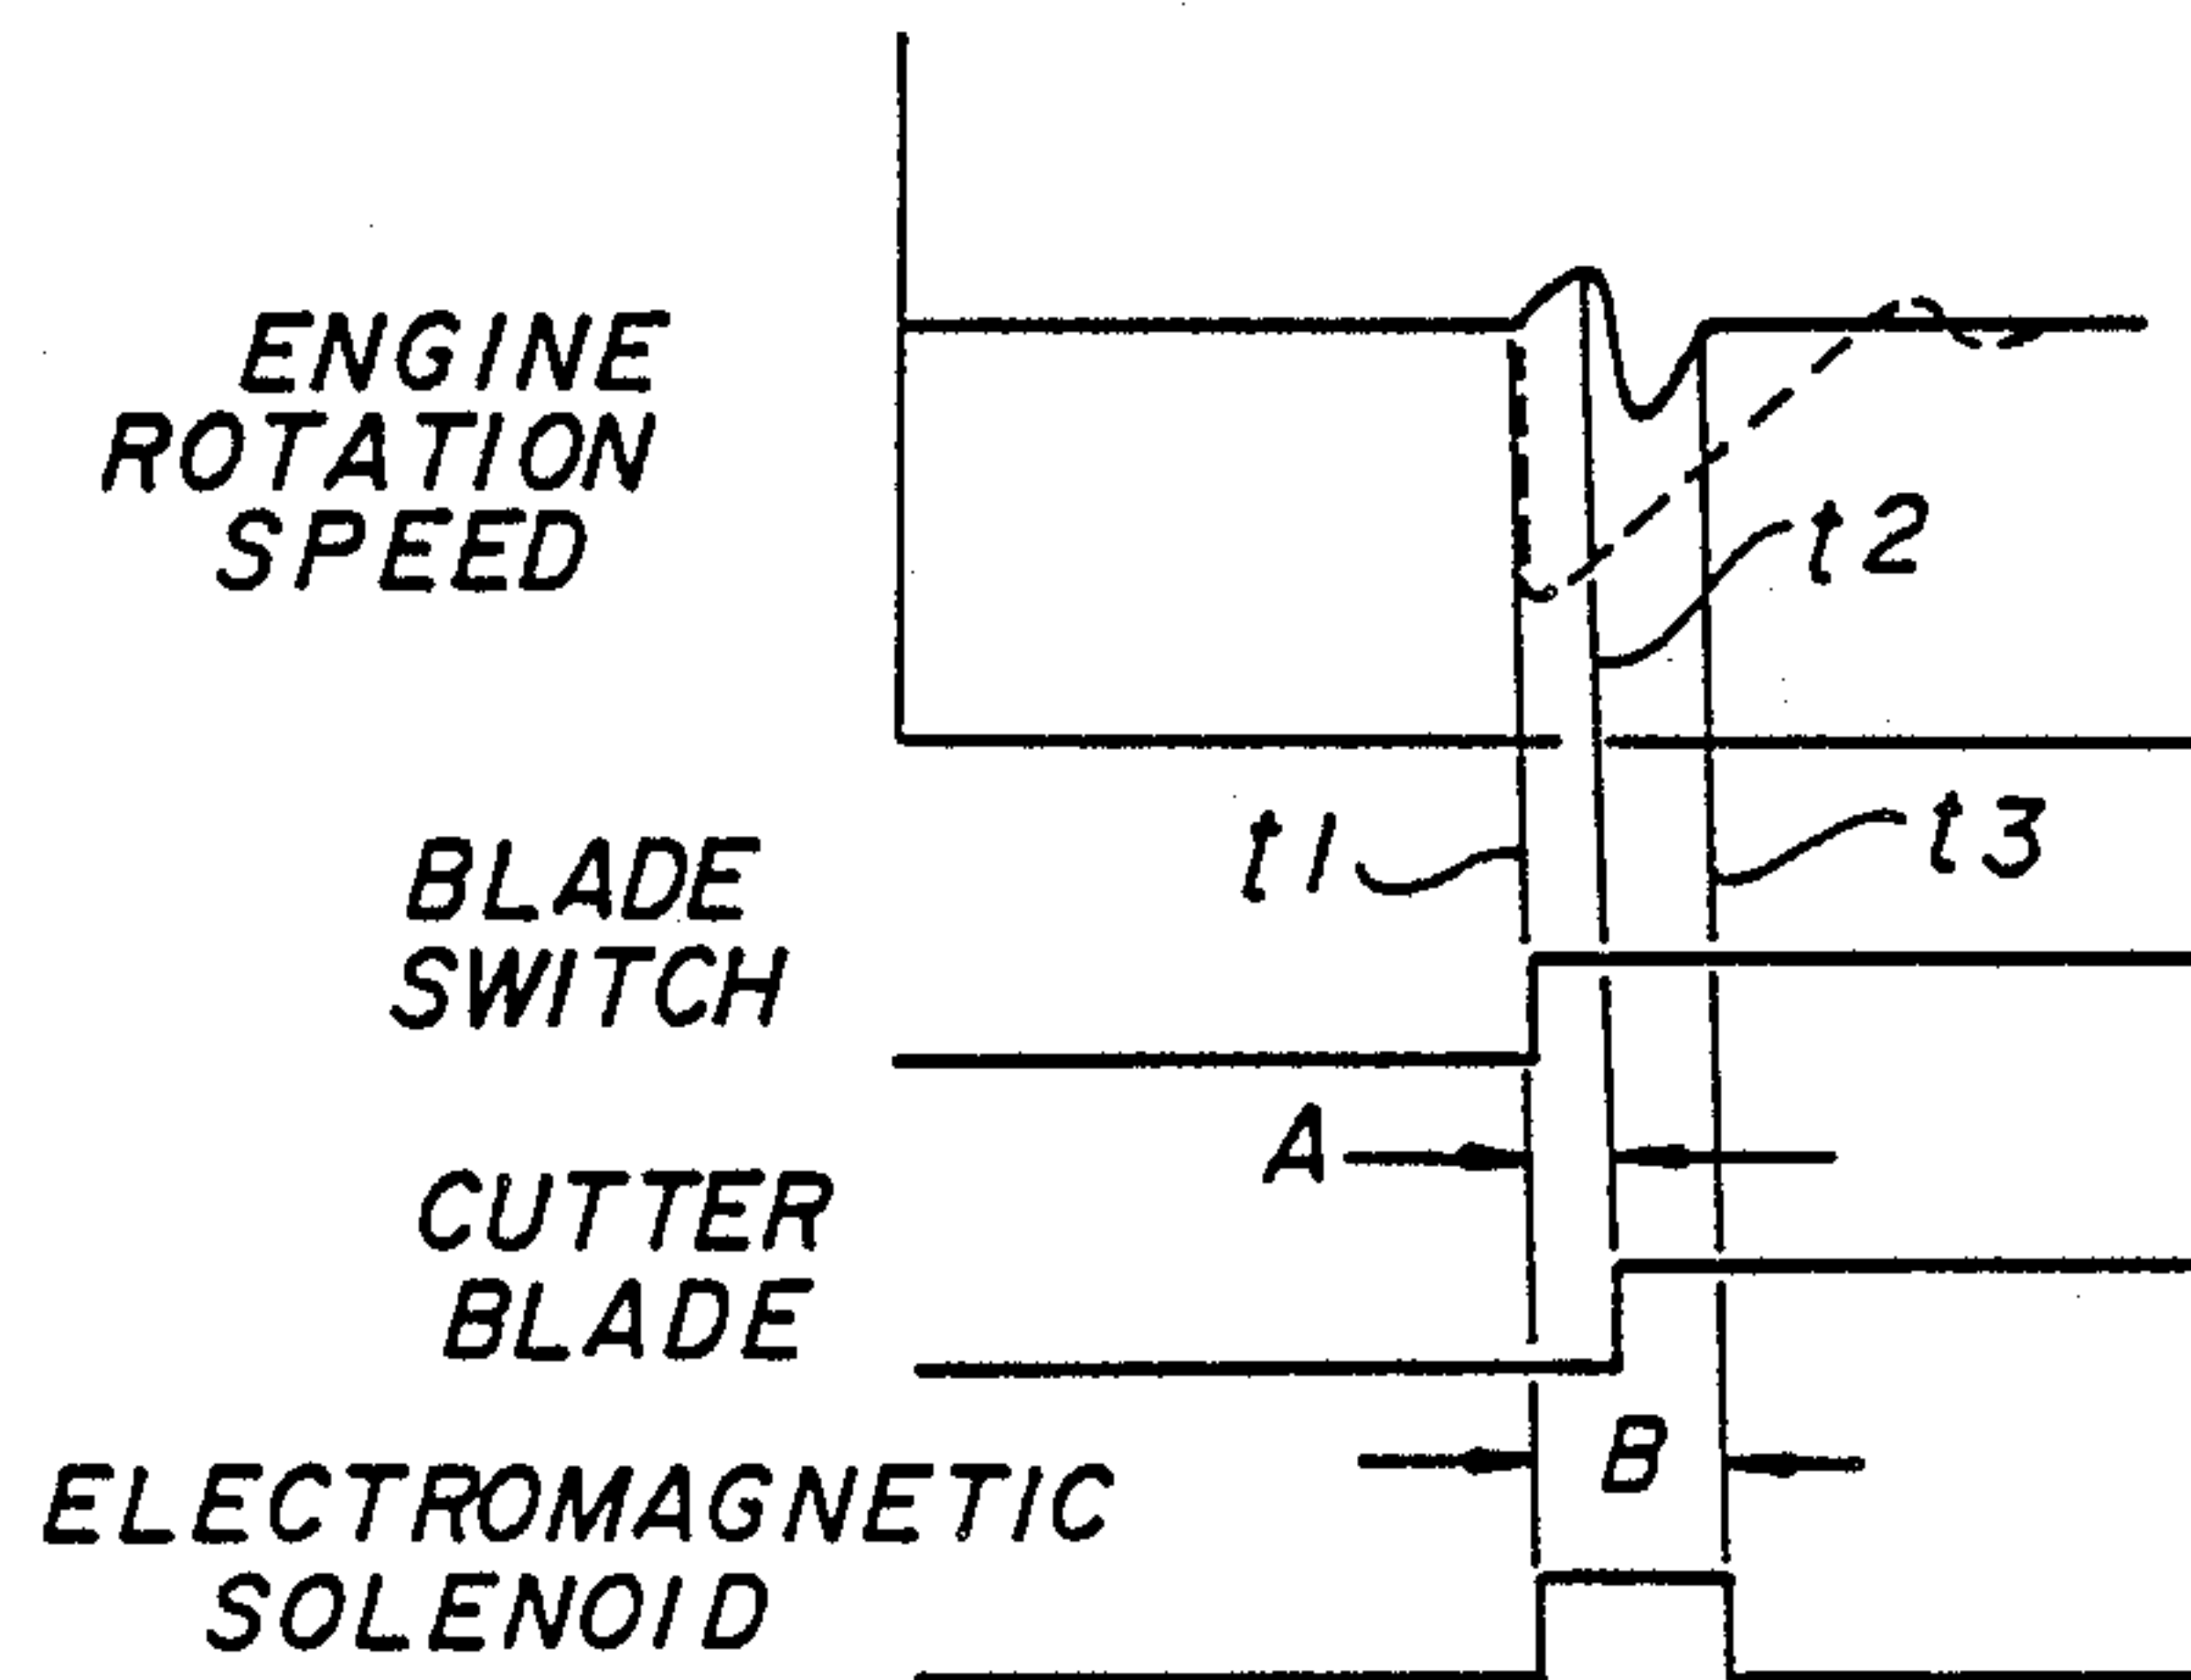 ENGINE
ROTATION
SPEED
t2
t1
t3
BLADE
SWITCH
A
CUTTER
BLADE
B
ELECTROMAGNETIC
SOLENOID